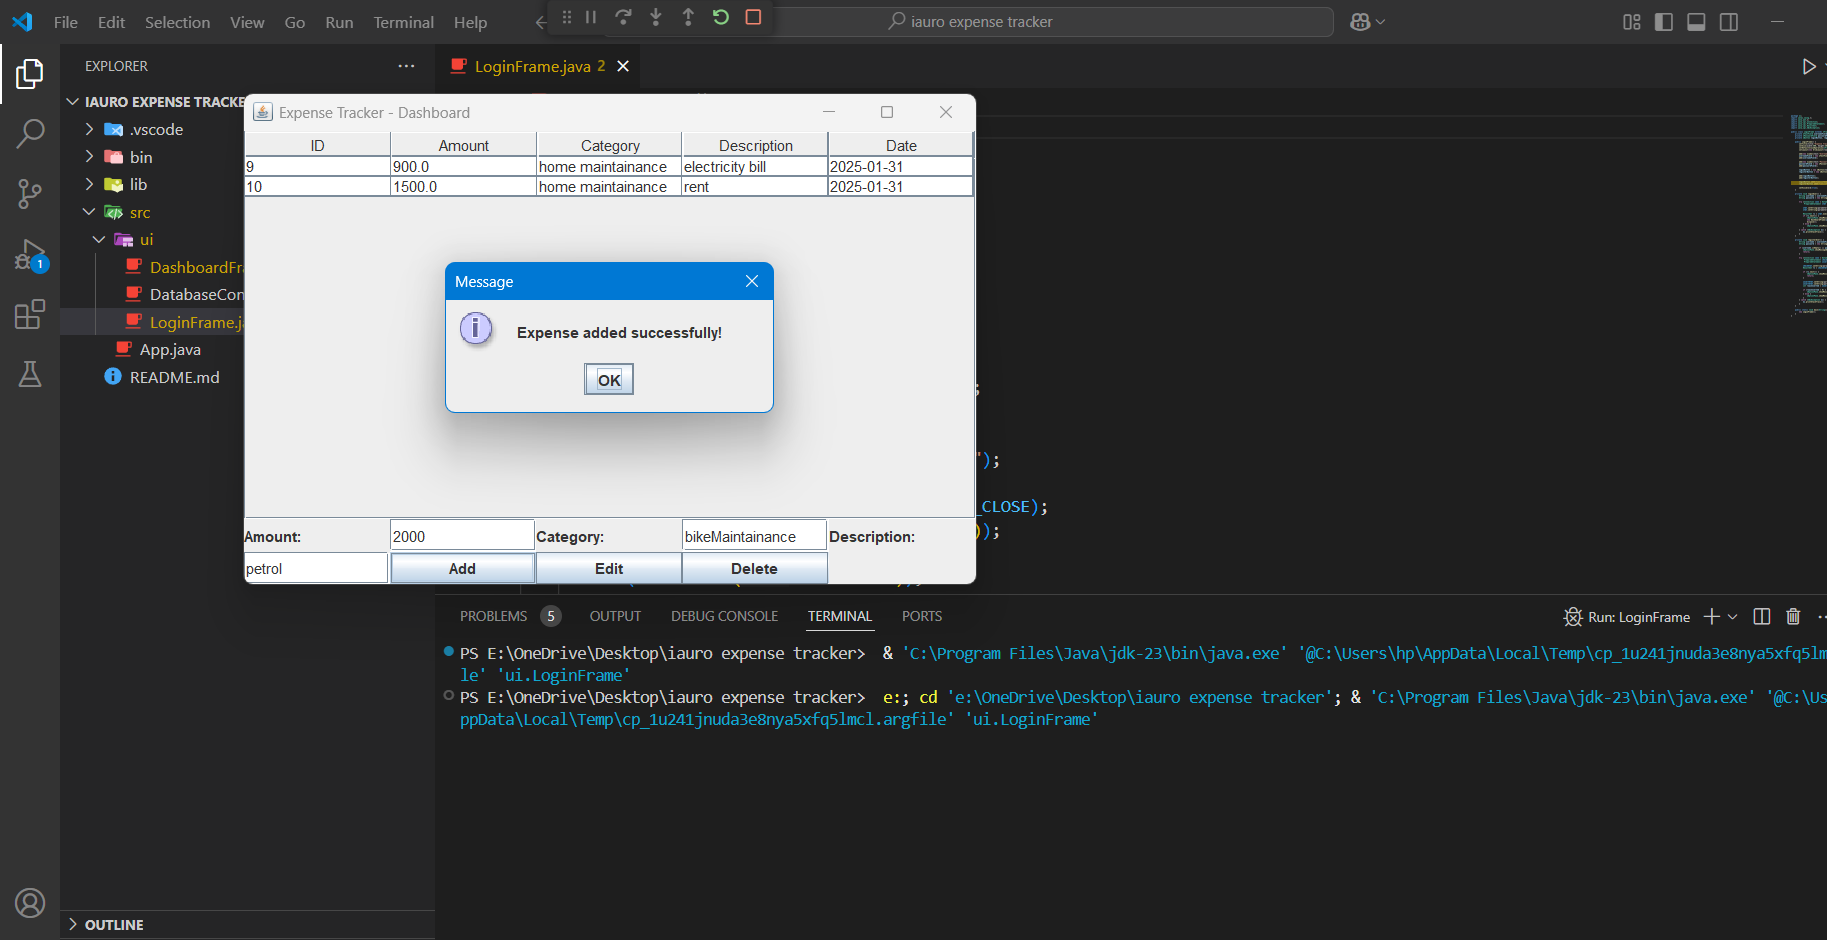 File Edit Selection View Go Run Terminal Help
iauro expense tracker
EXPLORER
LoginFrame.java 2
IAURO EXPENSE TRACKE
.vscode
bin
lib
src
ui
DashboardFra
DatabaseCon
LoginFrame.j
App.java
README.md
OUTLINE
1
Expense Tracker - Dashboard
ID Amount Category Description Date
9 900.0 home maintainance electricity bill 2025-01-31
10 1500.0 home maintainance rent 2025-01-31
Message
Expense added successfully!
OK
Amount: 2000 Category: bikeMaintainance Description:
petrol Add Edit Delete
;
");
_CLOSE);
));
PROBLEMS 5 OUTPUT DEBUG CONSOLE TERMINAL PORTS
Run: LoginFrame
PS E:\OneDrive\Desktop\iauro expense tracker> & 'C:\Program Files\Java\jdk-23\bin\java.exe' '@C:\Users\hp\AppData\Local\Temp\cp_1u241jnuda3e8nya5xfq5lm
le' 'ui.LoginFrame'
PS E:\OneDrive\Desktop\iauro expense tracker> e:; cd 'e:\OneDrive\Desktop\iauro expense tracker'; & 'C:\Program Files\Java\jdk-23\bin\java.exe' '@C:\Us
ppData\Local\Temp\cp_1u241jnuda3e8nya5xfq5lmcl.argfile' 'ui.LoginFrame'